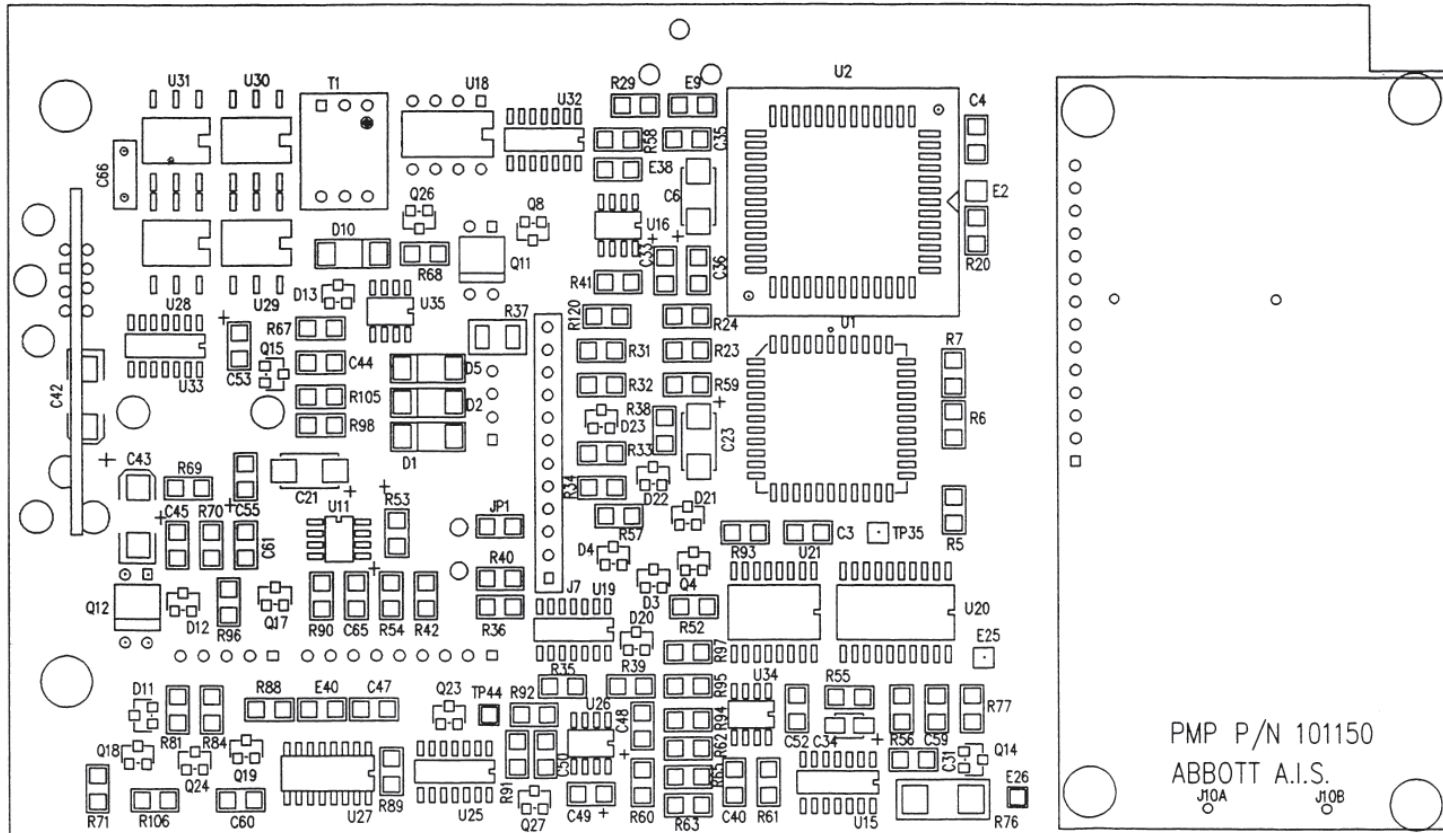 U31 U30 T1 U18 U32 R29 E9 U2 C4
R58 C35
C66 E38 C6 E2
Q26 Q8 U16
D10 R68 Q11 C33 C36 R20
R41
U28 U29 D13 U35 R37 R120 R24 U1
R67 Q15 R31 R23 R7
U33 C53 C44 D5
C42 R105 D2 R32 R59
R98 R38 D23 C23 R6
D1 R33
C43 R69 C21 R34 D22 D21
C45 R70 C55 U11 R53 JP1 R57 C3 TP35 R5
C61 R40 D4 R93 U21
Q12 D12 R96 Q17 R90 C65 R54 R42 R36 J7 U19 D3 Q4 R52 U20
D20 E25
R35 R39 R97 U34 R55
D11 R88 E40 C47 Q23 TP44 R92 U26 C48 R95 R77
R81 R84 R94 C52 C34 R56 C59
Q18 Q24 Q19 C50 R62 C31 Q14
R71 R106 C60 U27 R89 U25 R91 Q27 C49 R60 R65 R63 C40 R61 U15 R76 E26
PMP P/N 101150
ABBOTT A.I.S.
J10A J10B